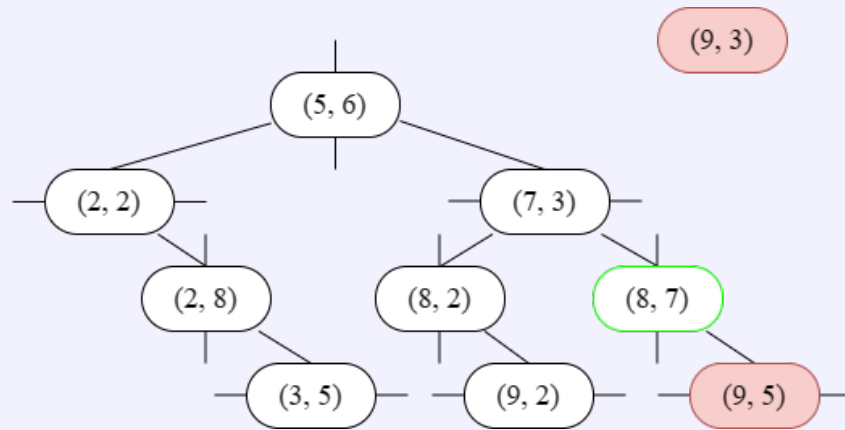 (9, 3)
(5, 6)
(2, 2) (7, 3)
(2, 8) (8, 2) (8, 7)
(3, 5) (9, 2) (9, 5)